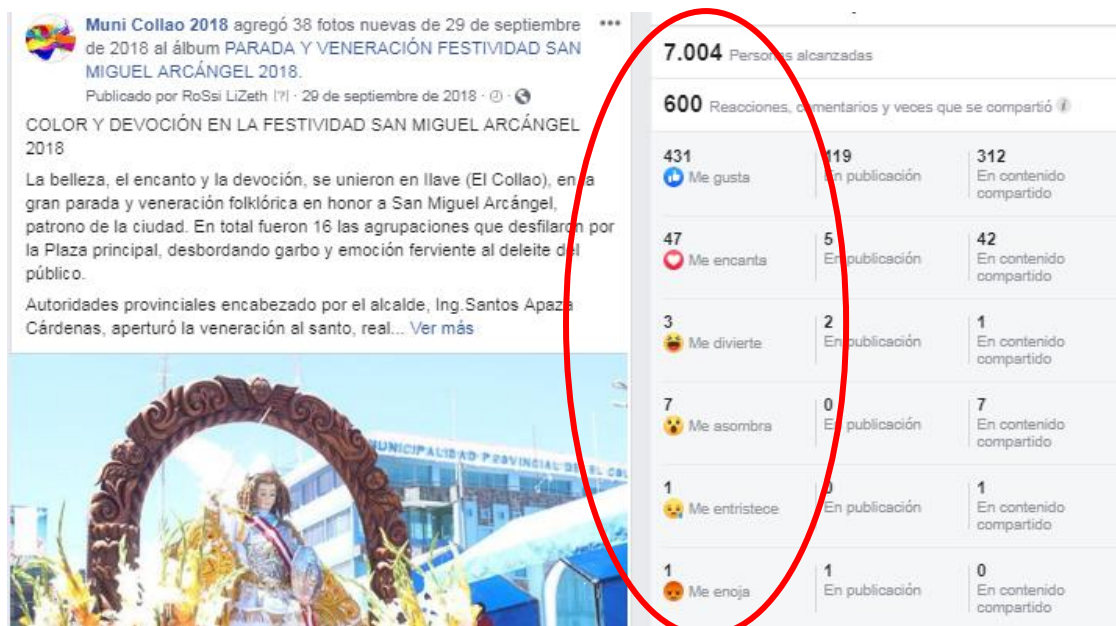 Muni Collao 2018 agregó 38 fotos nuevas de 29 de septiembre
de 2018 al álbum PARADA Y VENERACIÓN FESTIVIDAD SAN
MIGUEL ARCÁNGEL 2018.
Publicado por RoSsi LiZeth [?] · 29 de septiembre de 2018 ·
COLOR Y DEVOCIÓN EN LA FESTIVIDAD SAN MIGUEL ARCÁNGEL
2018
La belleza, el encanto y la devoción, se unieron en Ilave (El Collao), en la
gran parada y veneración folklórica en honor a San Miguel Arcángel,
patrono de la ciudad. En total fueron 16 las agrupaciones que desfilaron por
la Plaza principal, desbordando garbo y emoción ferviente al deleite del
público.
Autoridades provinciales encabezado por el alcalde, Ing.Santos Apaza
Cárdenas, aperturó la veneración al santo, real... Ver más
MUNICIPALIDAD PROVINCIAL DE EL COL
7.004 Personas alcanzadas
600 Reacciones, comentarios y veces que se compartió
431
Me gusta
119
En publicación
312
En contenido
compartido
47
Me encanta
5
En publicación
42
En contenido
compartido
3
Me divierte
2
En publicación
1
En contenido
compartido
7
Me asombra
0
En publicación
7
En contenido
compartido
1
Me entristece
0
En publicación
1
En contenido
compartido
1
Me enoja
1
En publicación
0
En contenido
compartido